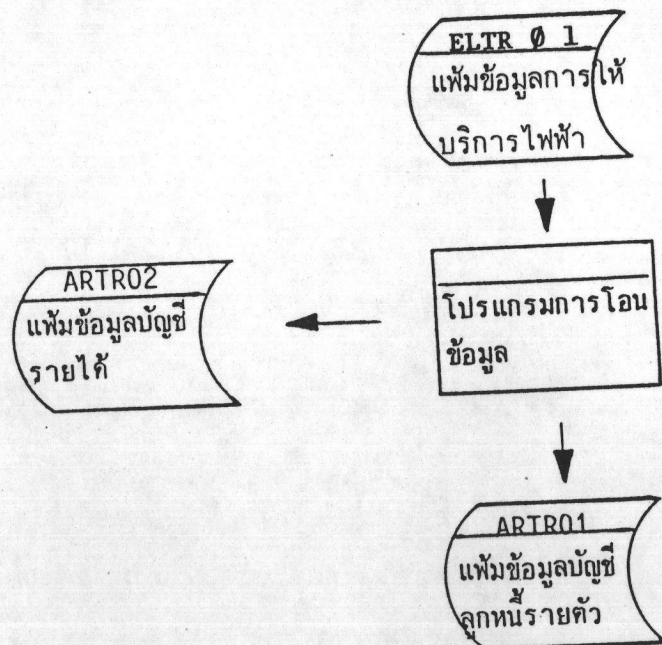 ELTR Ø 1
แฟ้มข้อมูลการให้
บริการไฟฟ้า
โปรแกรมการโอน
ข้อมูล
ARTR02
แฟ้มข้อมูลบัญชี
รายได้
ARTR01
แฟ้มข้อมูลบัญชี
ลูกหนี้รายตัว